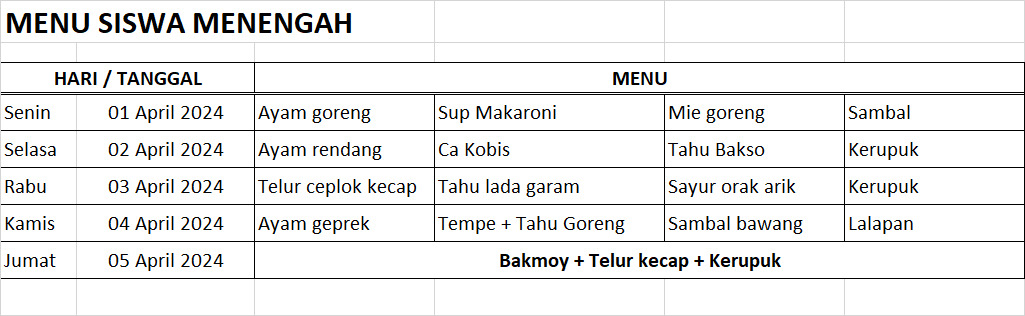 MENU SISWA MENENGAH
HARI / TANGGAL MENU
Senin 01 April 2024 Ayam goreng Sup Makaroni Mie goreng Sambal
Selasa 02 April 2024 Ayam rendang Ca Kobis Tahu Bakso Kerupuk
Rabu 03 April 2024 Telur ceplok kecap Tahu lada garam Sayur orak arik Kerupuk
Kamis 04 April 2024 Ayam geprek Tempe + Tahu Goreng Sambal bawang Lalapan
Jumat 05 April 2024 Bakmoy + Telur kecap + Kerupuk